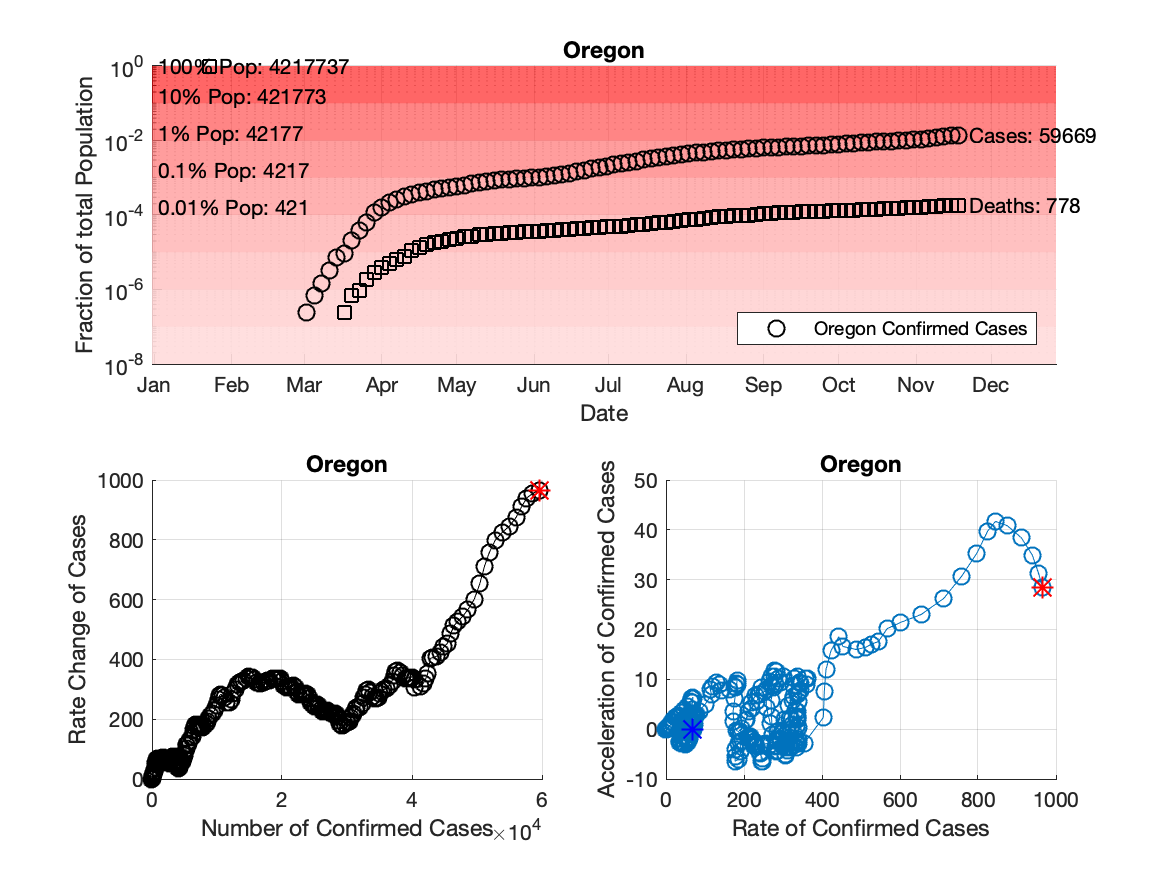 Oregon
10^0
10^-2
10^-4
10^-6
10^-8
Fraction of total Population
100% Pop: 4217737
10% Pop: 421773
1% Pop: 42177
0.1% Pop: 4217
0.01% Pop: 421
Cases: 59669
Deaths: 778
Oregon Confirmed Cases
Jan Feb Mar Apr May Jun Jul Aug Sep Oct Nov Dec
Date
Oregon
1000
800
600
400
200
0
Rate Change of Cases
0 2 4 6
Number of Confirmed Cases ×10^4
Oregon
50
40
30
20
10
0
-10
Acceleration of Confirmed Cases
0 200 400 600 800 1000
Rate of Confirmed Cases